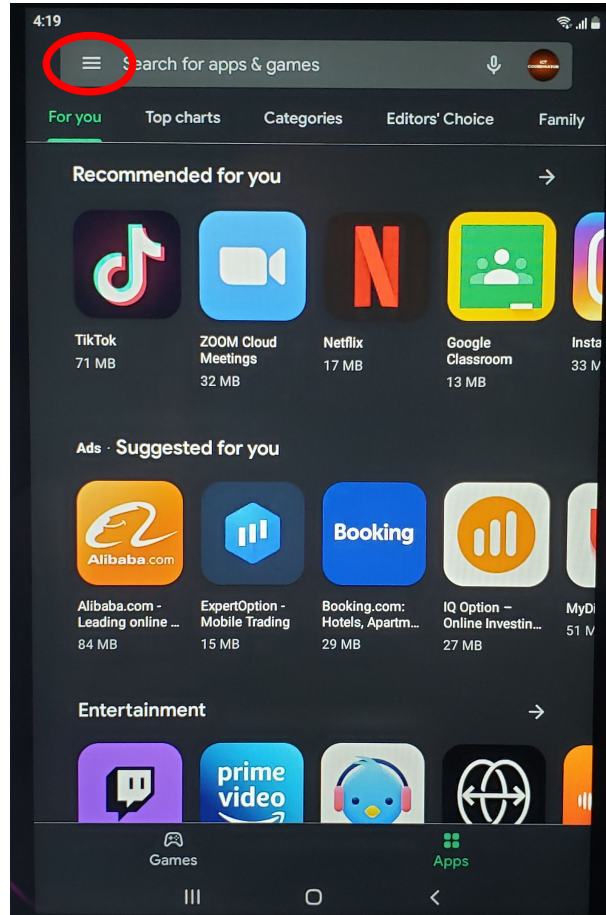 4:19
Search for apps & games
ICT
COORDINATOR
For you Top charts Categories Editors' Choice Family
Recommended for you
TikTok ZOOM Cloud Netflix Google Insta
Meetings Classroom
71 MB 32 MB 17 MB 13 MB 33 M
Ads · Suggested for you
Alibaba.com Booking
Alibaba.com - ExpertOption - Booking.com: IQ Option – MyDi
Leading online ... Mobile Trading Hotels, Apartm... Online Investin...
84 MB 15 MB 29 MB 27 MB 51 M
Entertainment
prime
video
Games Apps